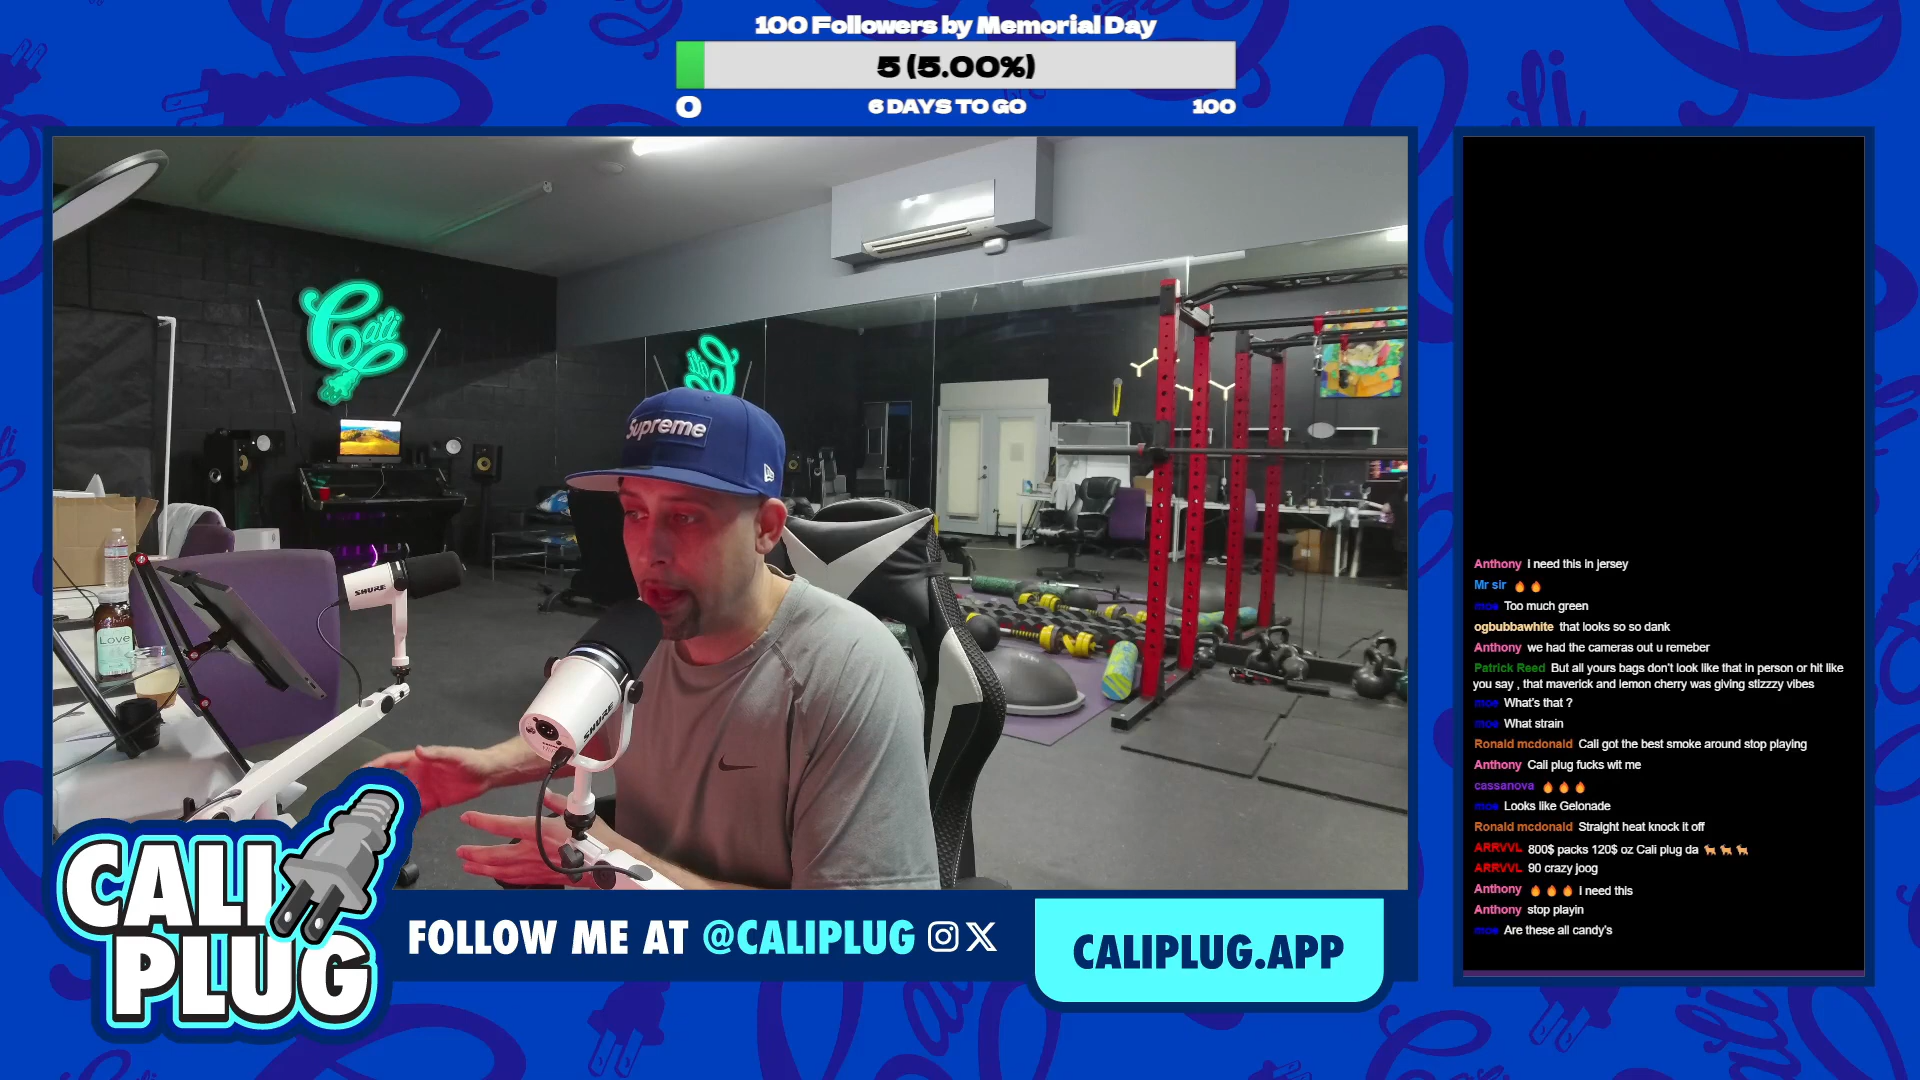 100 Followers by Memorial Day
5 (5.00%)
0
6 DAYS TO GO
100
Cali
Supreme
SHURE
Love
SHURE
Anthony I need this in jersey
Mr sir 🔥🔥
moe Too much green
ogbubbawhite that looks so so dank
Anthony we had the cameras out u remeber
Patrick Reed But all yours bags don't look like that in person or hit like
you say , that maverick and lemon cherry was giving stizzzy vibes
moe What's that ?
moe What strain
Ronald mcdonald Cali got the best smoke around stop playing
Anthony Cali plug fucks wit me
cassanova 🔥🔥🔥
moe Looks like Gelonade
Ronald mcdonald Straight heat knock it off
ARRVVL 800$ packs 120$ oz Cali plug da 🐐🐐🐐
ARRVVL 90 crazy joog
Anthony 🔥🔥🔥 I need this
Anthony stop playin
moe Are these all candy's
CALI
PLUG
FOLLOW ME AT @CALIPLUG
CALIPLUG.APP